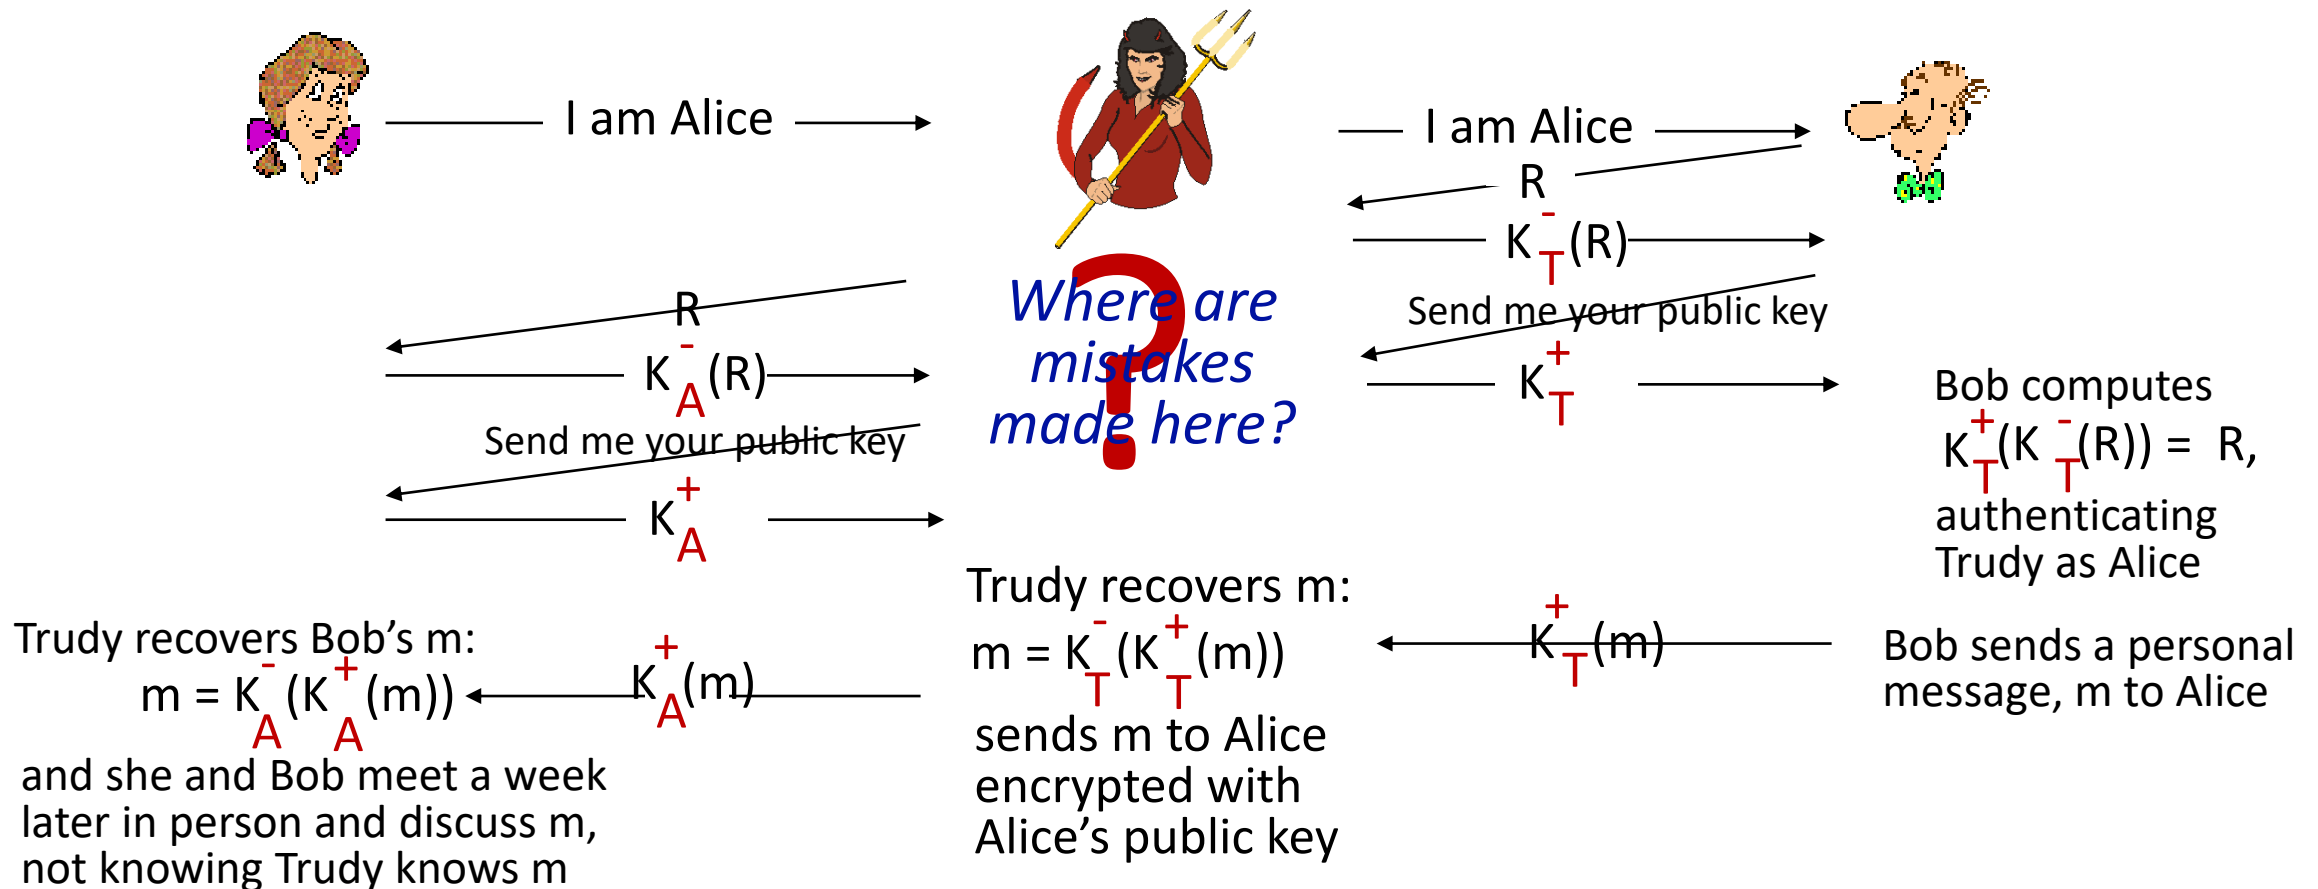 I am Alice
I am Alice
R
K⁻T(R)
Send me your public key
K⁺T
R
K⁻A(R)
Send me your public key
K⁺A
?
Where are
mistakes
made here?
Bob computes
K⁺T(K⁻T(R)) = R,
authenticating
Trudy as Alice
Bob sends a personal
message, m to Alice
K⁺T(m)
Trudy recovers m:
m = K⁻T(K⁺T(m))
sends m to Alice
encrypted with
Alice’s public key
K⁺A(m)
Trudy recovers Bob’s m:
m = K⁻A(K⁺A(m))
and she and Bob meet a week
later in person and discuss m,
not knowing Trudy knows m